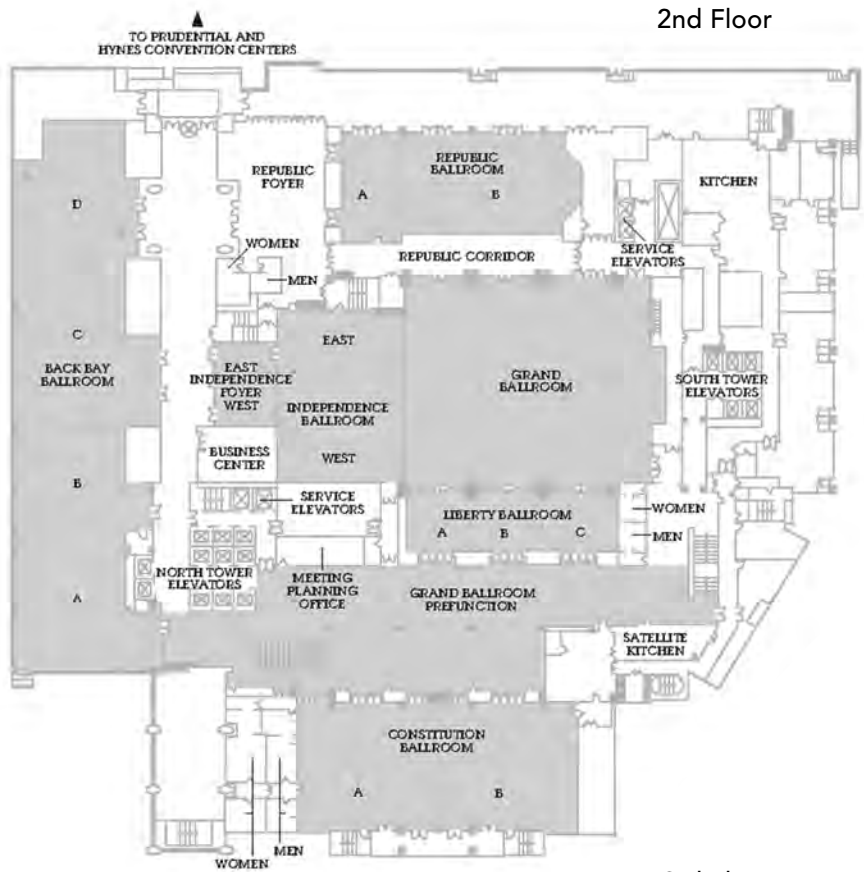 2nd Floor
TO PRUDENTIAL AND
HYNES CONVENTION CENTERS
REPUBLIC
FOYER
REPUBLIC
BALLROOM
A
B
KITCHEN
D
WOMEN
MEN
REPUBLIC CORRIDOR
SERVICE
ELEVATORS
C
BACK BAY
BALLROOM
EAST
INDEPENDENCE
FOYER
WEST
EAST
INDEPENDENCE
BALLROOM
WEST
GRAND
BALLROOM
SOUTH TOWER
ELEVATORS
BUSINESS
CENTER
B
SERVICE
ELEVATORS
LIBERTY BALLROOM
A
B
C
WOMEN
MEN
NORTH TOWER
ELEVATORS
MEETING
PLANNING
OFFICE
GRAND BALLROOM
PREFUNCTION
A
SATELLITE
KITCHEN
CONSTITUTION
BALLROOM
A
B
WOMEN
MEN